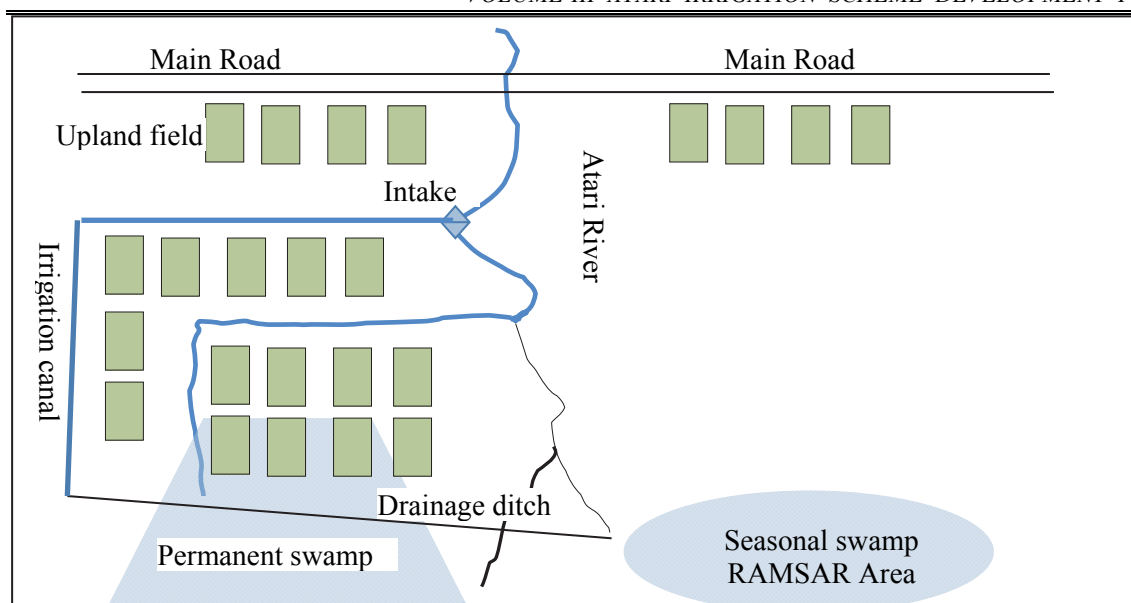 Main Road
Main Road
Upland field
Intake
Atari River
Irrigation canal
Drainage ditch
Permanent swamp
Seasonal swamp
RAMSAR Area